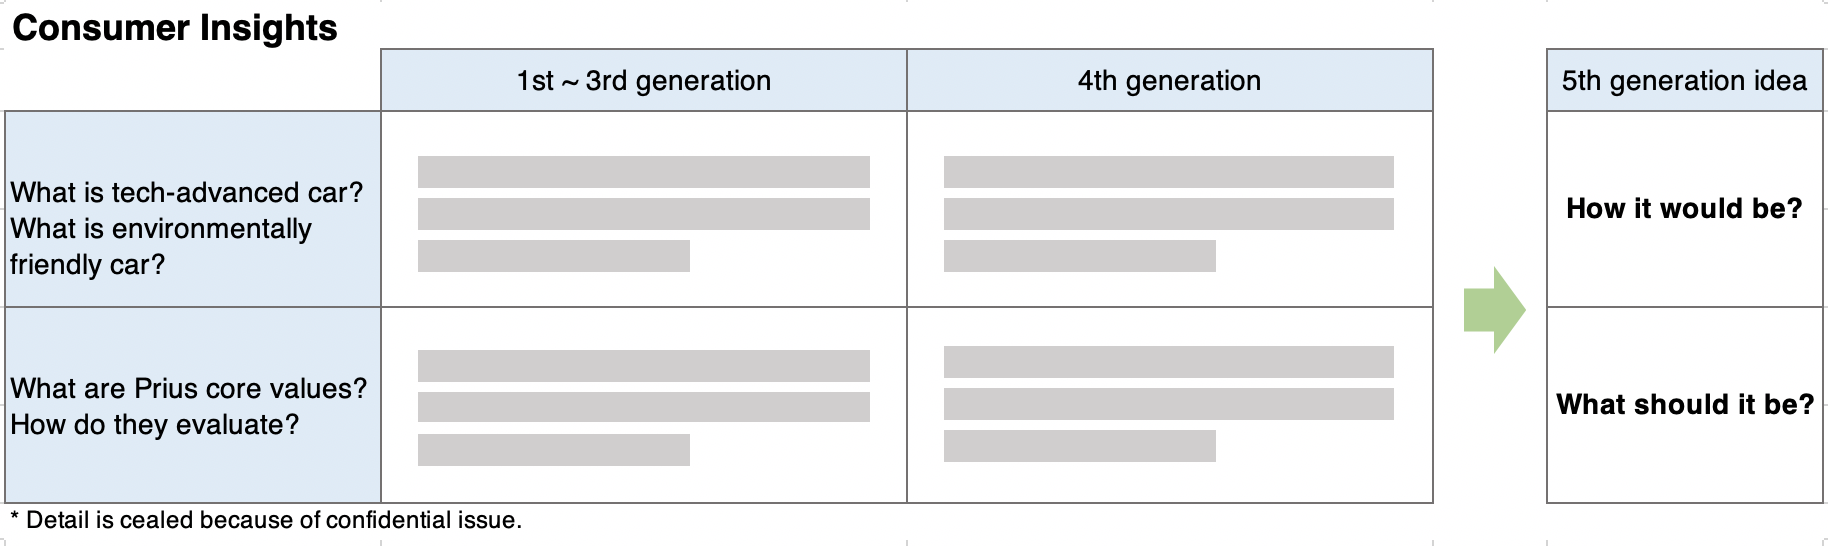 Consumer Insights
1st ~ 3rd generation
4th generation
5th generation idea
What is tech-advanced car?
What is environmentally
friendly car?
How it would be?
What are Prius core values?
How do they evaluate?
What should it be?
* Detail is cealed because of confidential issue.